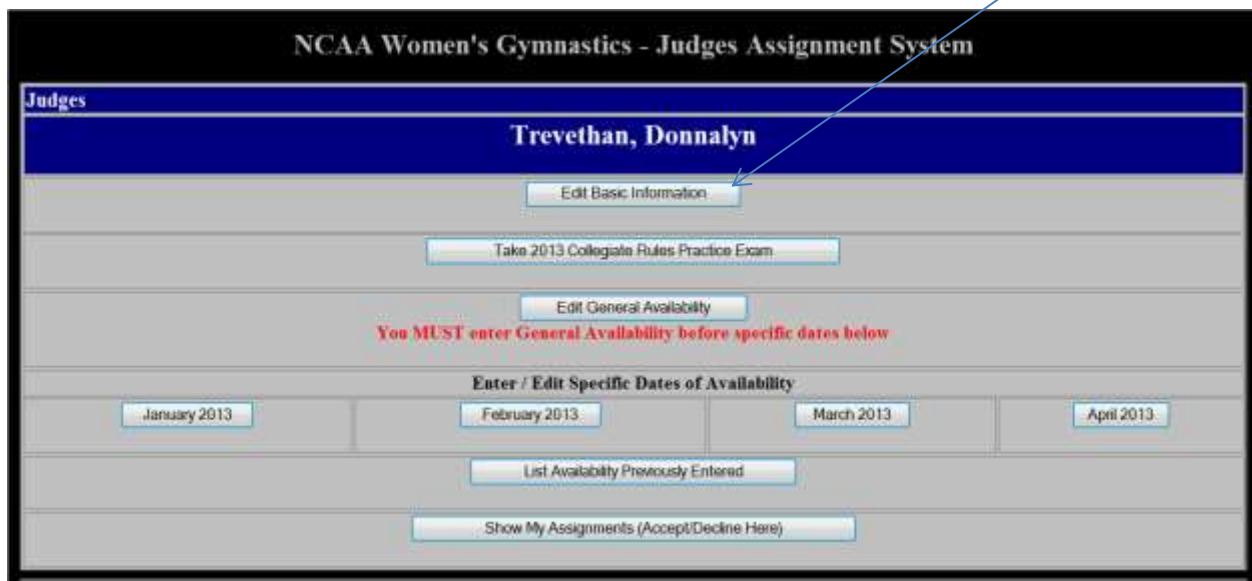 NCAA Women's Gymnastics - Judges Assignment System
Judges
Trevethan, Donnalyn
Edit Basic Information
Take 2013 Collegiate Rules Practice Exam
Edit General Availability
You MUST enter General Availability before specific dates below
Enter / Edit Specific Dates of Availability
January 2013 February 2013 March 2013 April 2013
List Availability Previously Entered
Show My Assignments (Accept/Decline Here)